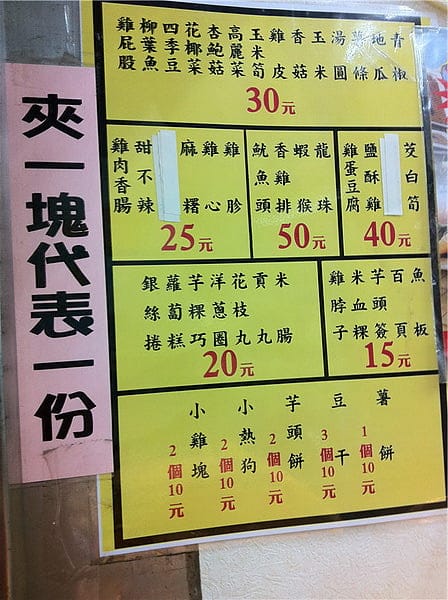 夾一塊代表一份
雞屁股
柳葉魚
四季豆
花椰菜
杏鮑菇
高麗菜
玉米筍
雞皮
香菇
玉米
湯圓
薯條
地瓜
青椒
30元
雞肉香腸
甜不辣
麻糬
雞心
雞胗
25元
魷魚頭
香雞排
蝦猴
龍珠
50元
雞蛋豆腐
鹽酥雞
茭白筍
40元
銀絲捲
蘿蔔糕
芋粿巧
洋蔥圈
花枝丸
貢丸
米腸
20元
雞脖子
米血粿
芋頭簽
百頁
魚板
15元
小雞塊
2個10元
小熱狗
2個10元
芋頭餅
2個10元
豆干
3個10元
薯餅
1個10元